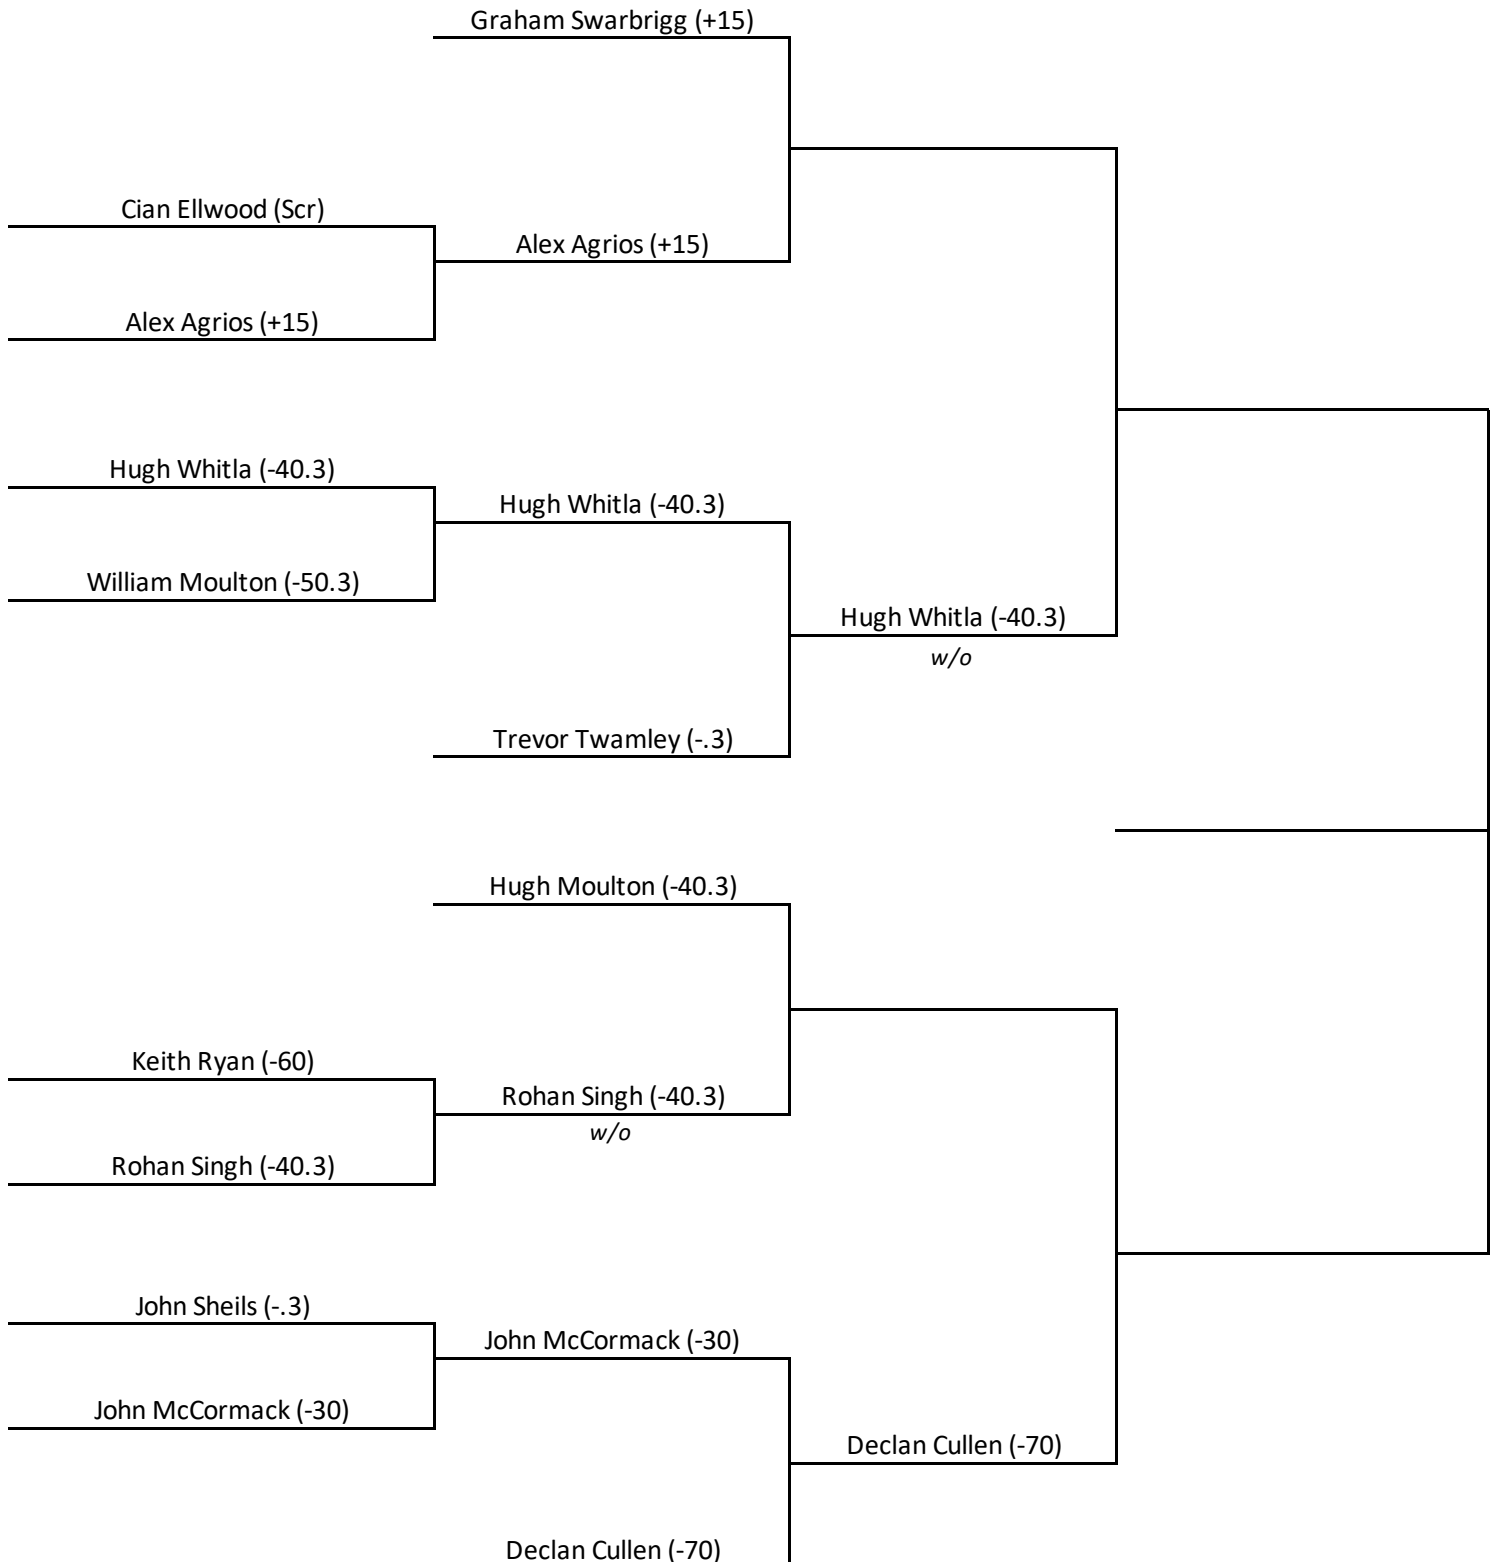 Graham Swarbrigg (+15)
Cian Ellwood (Scr)
Alex Agrios (+15)
Alex Agrios (+15)
Hugh Whitla (-40.3)
Hugh Whitla (-40.3)
William Moulton (-50.3)
Hugh Whitla (-40.3)
w/o
Trevor Twamley (-.3)
Hugh Moulton (-40.3)
Keith Ryan (-60)
Rohan Singh (-40.3)
w/o
Rohan Singh (-40.3)
John Sheils (-.3)
John McCormack (-30)
John McCormack (-30)
Declan Cullen (-70)
Declan Cullen (-70)